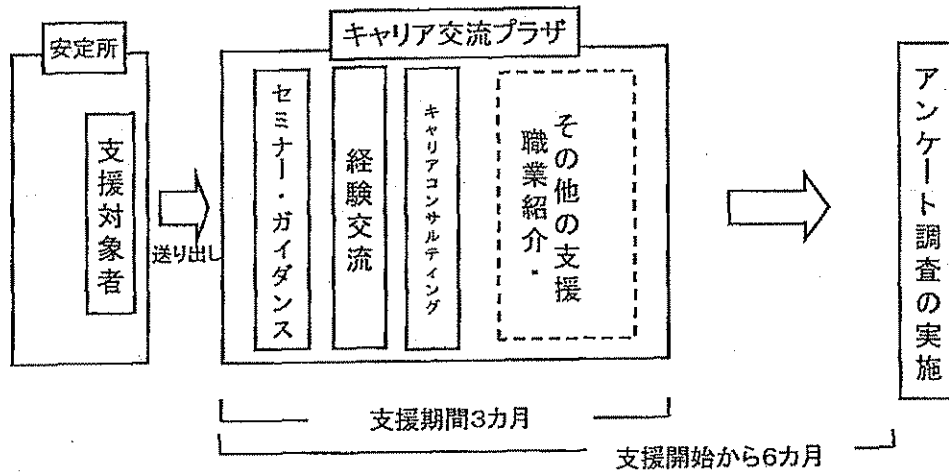 安定所
支援対象者
送り出し
キャリア交流プラザ
セミナー・ガイダンス
経験交流
キャリアコンサルティング
職業紹介・
その他の支援
アンケート調査の実施
支援期間3カ月
支援開始から6カ月